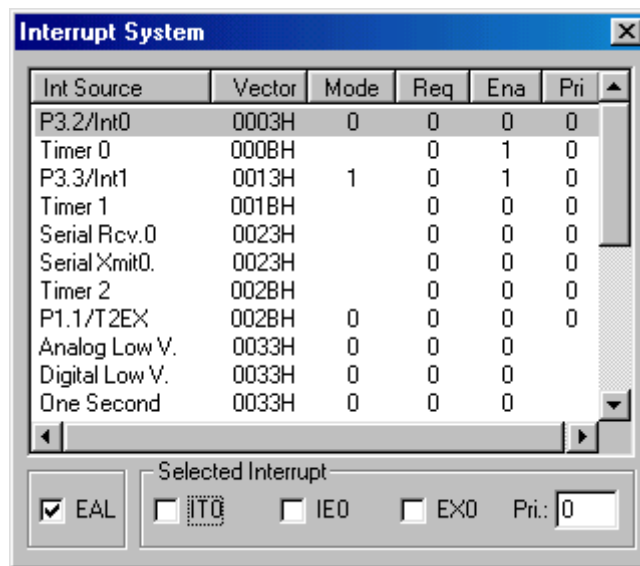 Interrupt System
Int Source Vector Mode Req Ena Pri
P3.2/Int0 0003H 0 0 0 0
Timer 0 000BH 0 1 0
P3.3/Int1 0013H 1 0 1 0
Timer 1 001BH 0 0 0
Serial Rcv.0 0023H 0 0 0
Serial Xmit0. 0023H 0 0 0
Timer 2 002BH 0 0 0
P1.1/T2EX 002BH 0 0 0 0
Analog Low V. 0033H 0 0 0
Digital Low V. 0033H 0 0 0
One Second 0033H 0 0 0
Selected Interrupt
EAL IT0 IE0 EX0 Pri.: 0